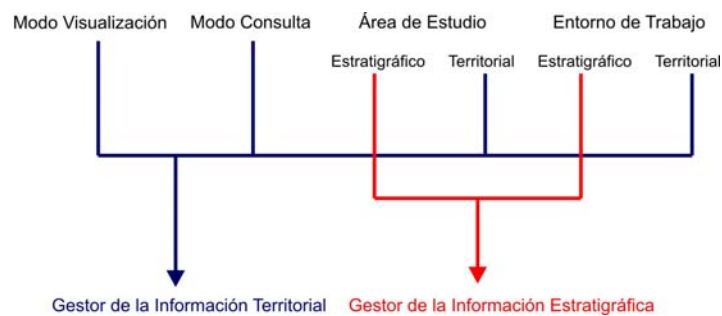 Modo Visualización Modo Consulta Área de Estudio Entorno de Trabajo
Estratigráfico Territorial Estratigráfico Territorial
Gestor de la Información Territorial Gestor de la Información Estratigráfica